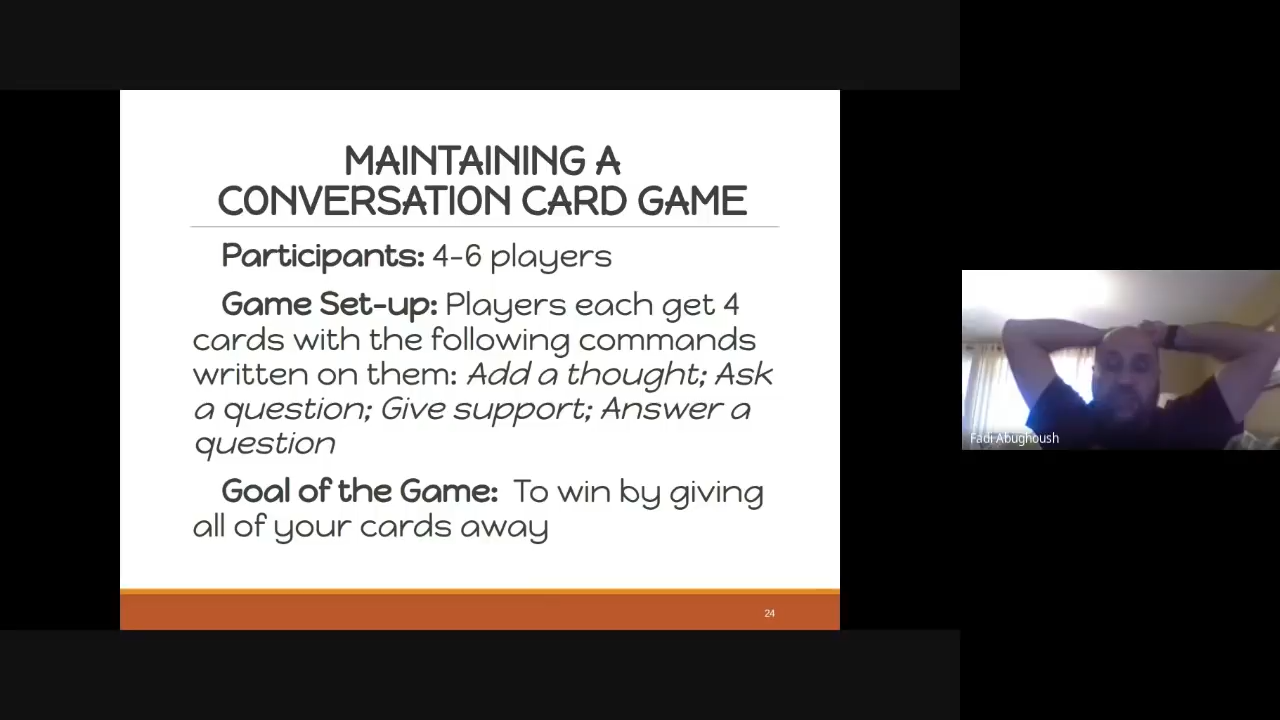 MAINTAINING A
CONVERSATION CARD GAME
Participants: 4-6 players
Game Set-up: Players each get 4
cards with the following commands
written on them: Add a thought; Ask
a question; Give support; Answer a
question
Goal of the Game: To win by giving
all of your cards away
24
Fadi Abughoush